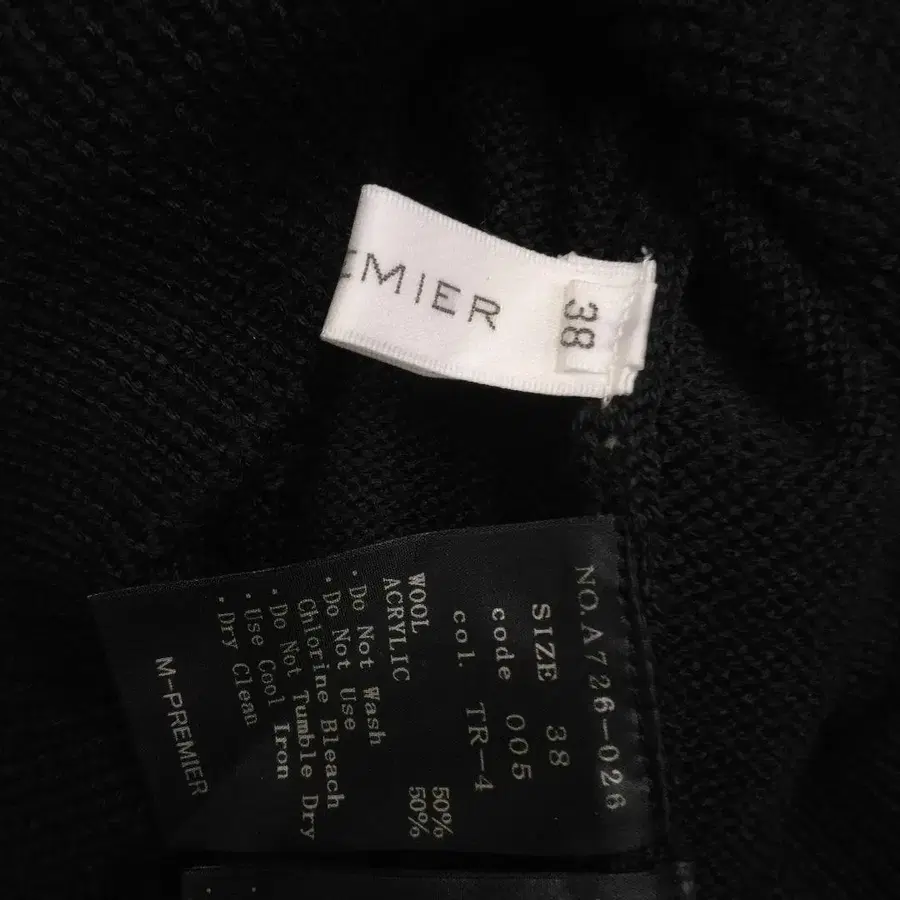 EMIER
38
NO.A726-026
SIZE 38
code 005
col. TR-4
WOOL 50%
ACRYLIC 50%
・Do Not Wash
・Do Not Use
Chlorine Bleach
・Do Not Tumble Dry
・Use Cool Iron
・Dry Clean
M-PREMIER